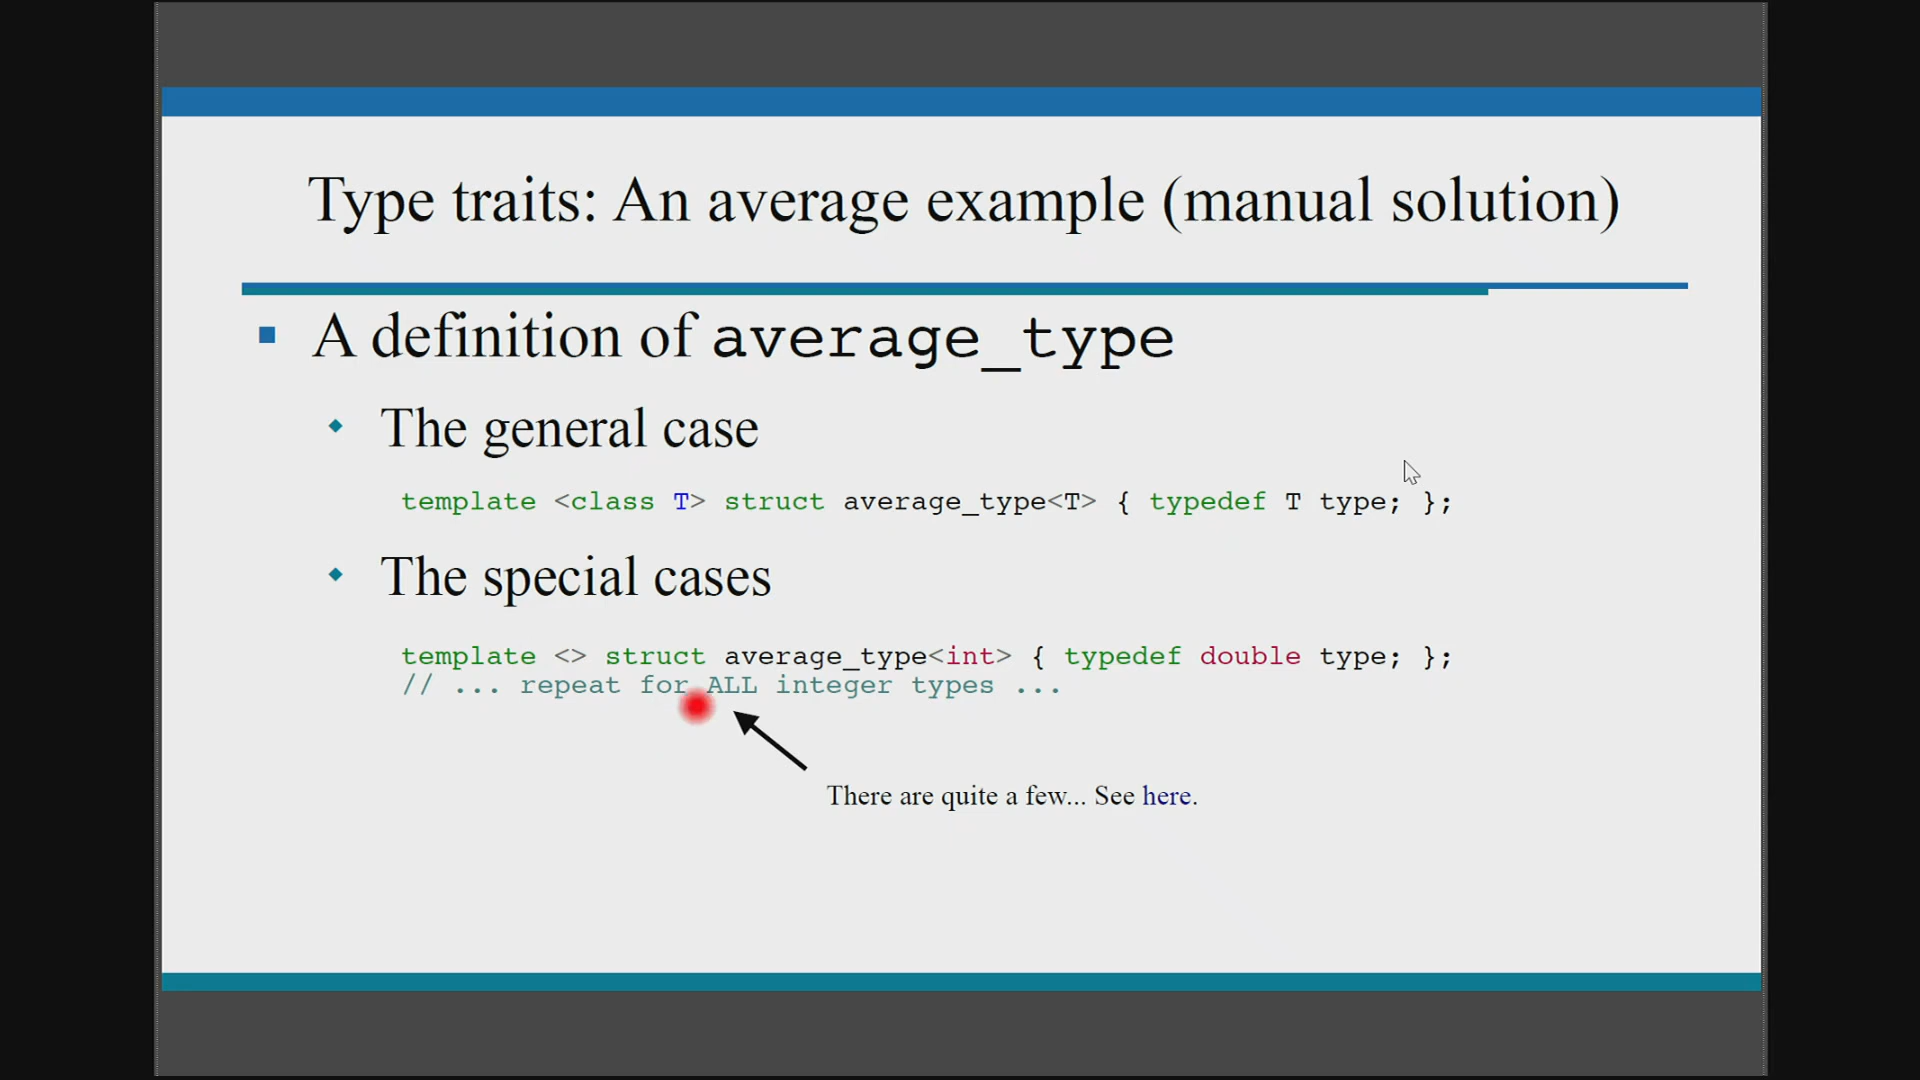 Type traits: An average example (manual solution)
A definition of average_type
The general case
template <class T> struct average_type<T> { typedef T type; };
The special cases
template <> struct average_type<int> { typedef double type; };
// ... repeat for ALL integer types ...
There are quite a few... See here.